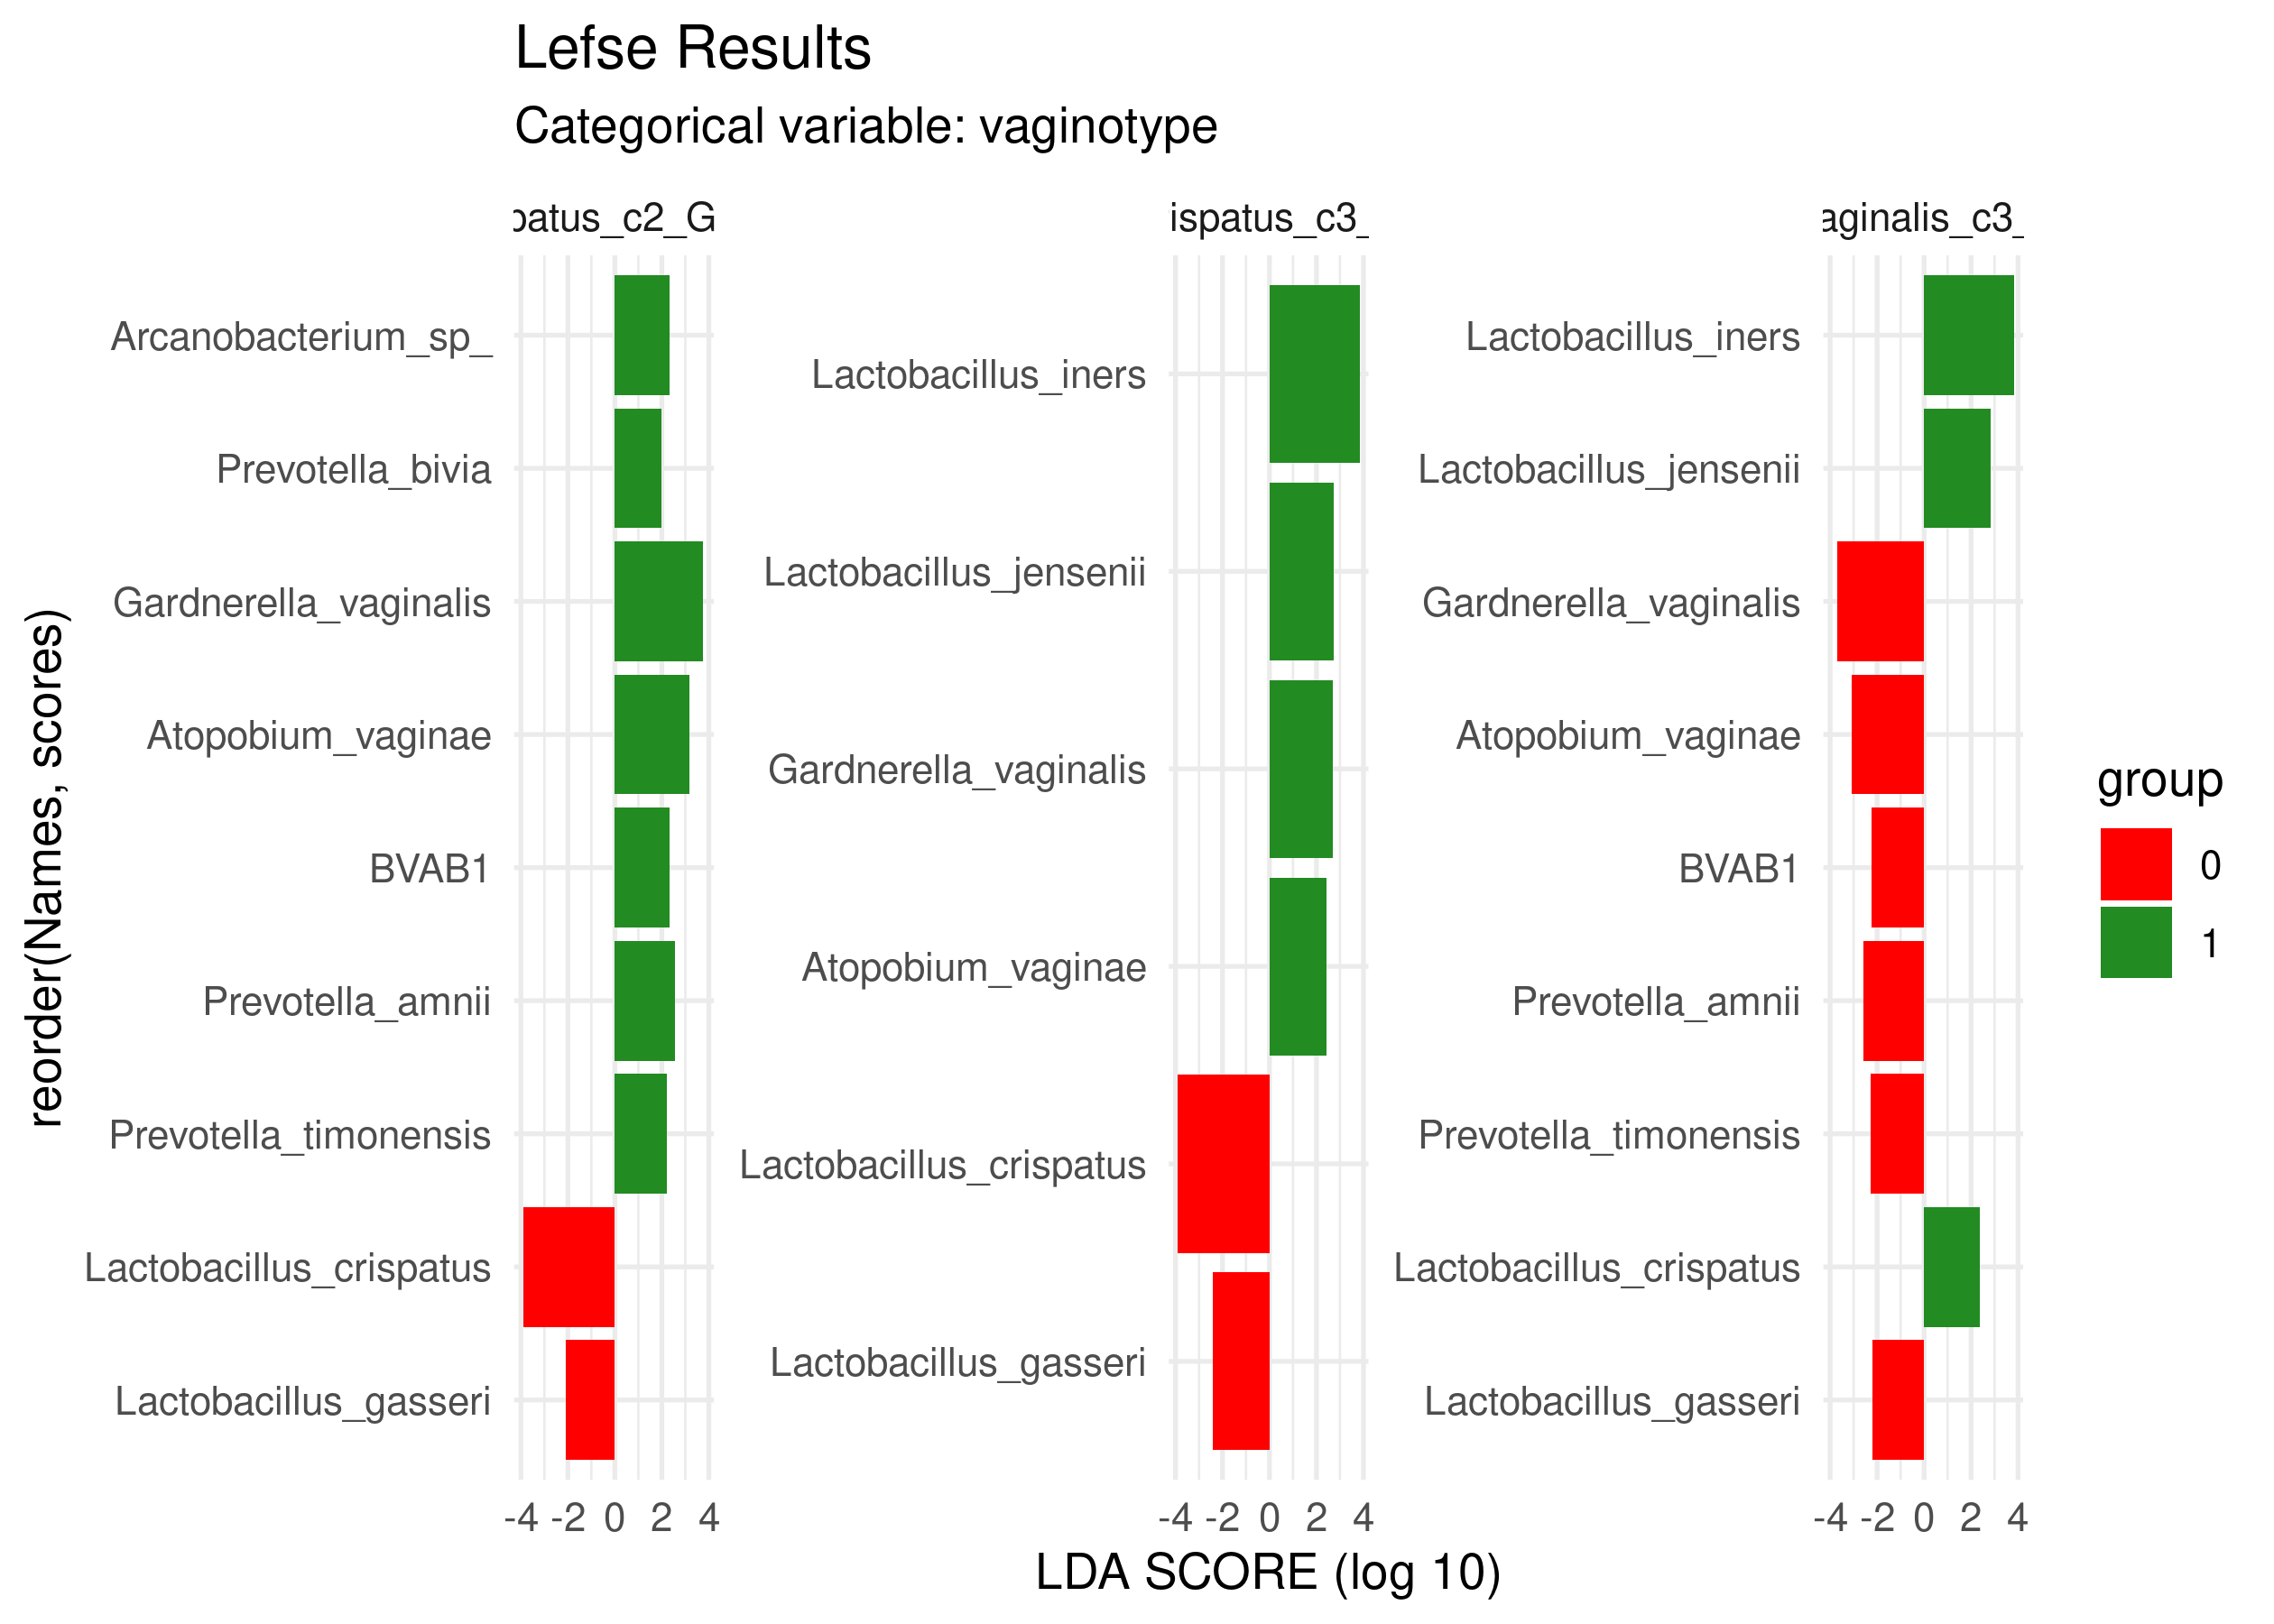 Lefse Results
Categorical variable: vaginotype
patus_c2_G
ispatus_c3_
aginalis_c3_
reorder(Names, scores)
Arcanobacterium_sp_
Prevotella_bivia
Gardnerella_vaginalis
Atopobium_vaginae
BVAB1
Prevotella_amnii
Prevotella_timonensis
Lactobacillus_crispatus
Lactobacillus_gasseri
-4 -2 0 2 4
Lactobacillus_iners
Lactobacillus_jensenii
Gardnerella_vaginalis
Atopobium_vaginae
Lactobacillus_crispatus
Lactobacillus_gasseri
-4 -2 0 2 4
Lactobacillus_iners
Lactobacillus_jensenii
Gardnerella_vaginalis
Atopobium_vaginae
BVAB1
Prevotella_amnii
Prevotella_timonensis
Lactobacillus_crispatus
Lactobacillus_gasseri
-4 -2 0 2 4
LDA SCORE (log 10)
group
0
1